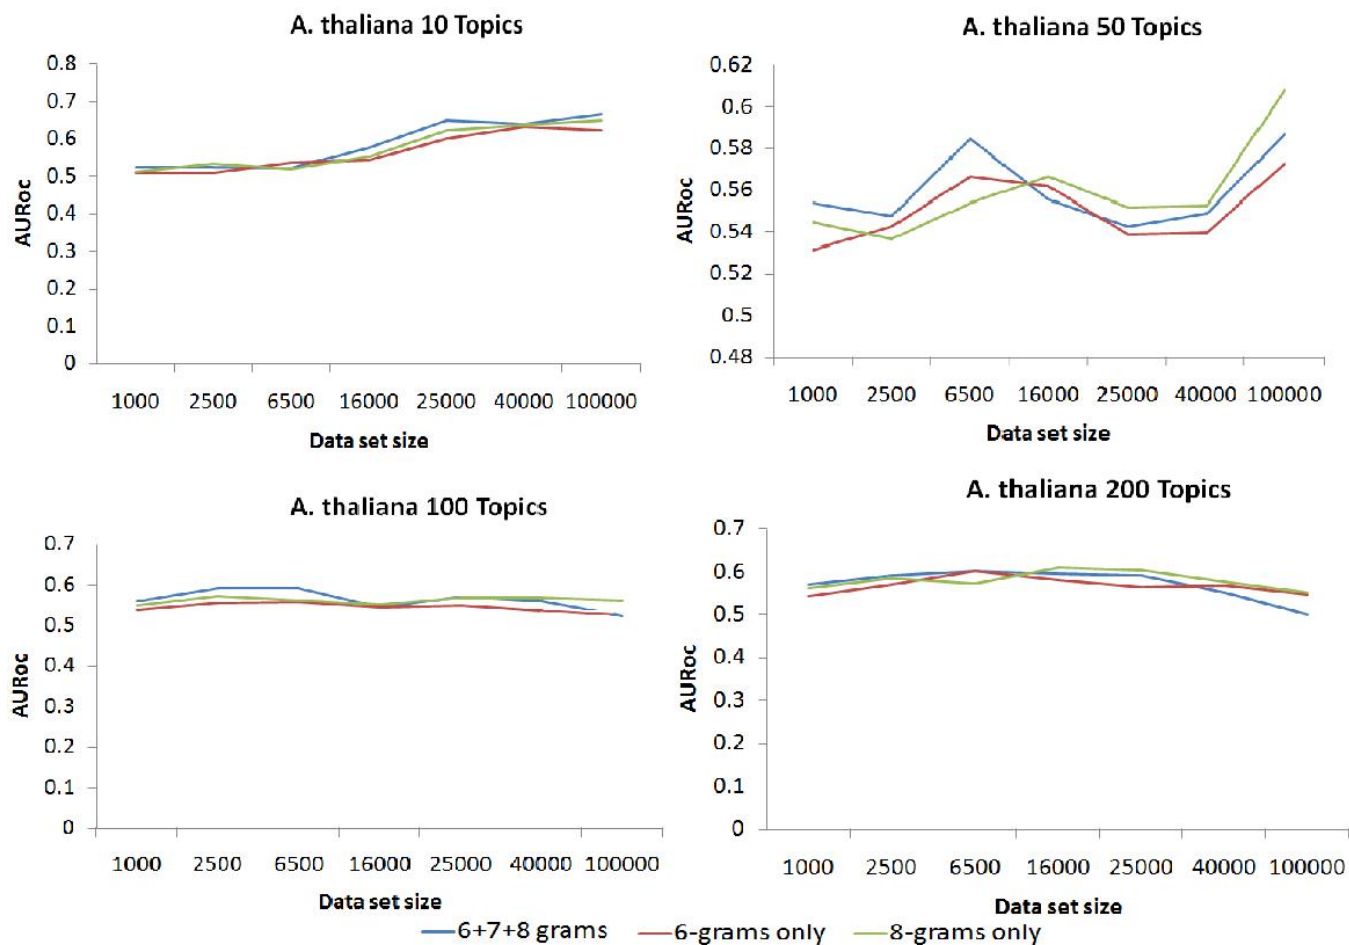 A. thaliana 10 Topics
0.8
0.7
0.6
0.5
0.4
0.3
0.2
0.1
0
AURoc
1000 2500 6500 16000 25000 40000 100000
Data set size
A. thaliana 50 Topics
0.62
0.6
0.58
0.56
0.54
0.52
0.5
0.48
AURoc
1000 2500 6500 16000 25000 40000 100000
Data set size
A. thaliana 100 Topics
0.7
0.6
0.5
0.4
0.3
0.2
0.1
0
AURoc
1000 2500 6500 16000 25000 40000 100000
Data set size
A. thaliana 200 Topics
0.7
0.6
0.5
0.4
0.3
0.2
0.1
0
AURoc
1000 2500 6500 16000 25000 40000 100000
Data set size
6+7+8 grams 6-grams only 8-grams only